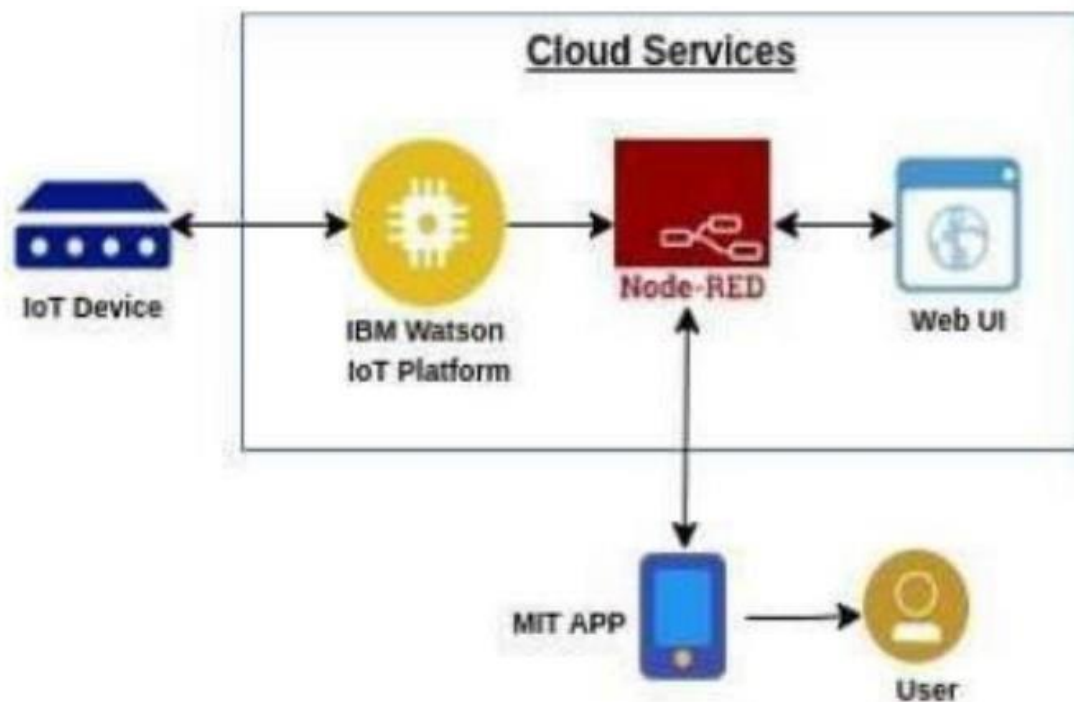 Cloud Services
IoT Device
IBM Watson
IoT Platform
Node-RED
Web UI
MIT APP
User